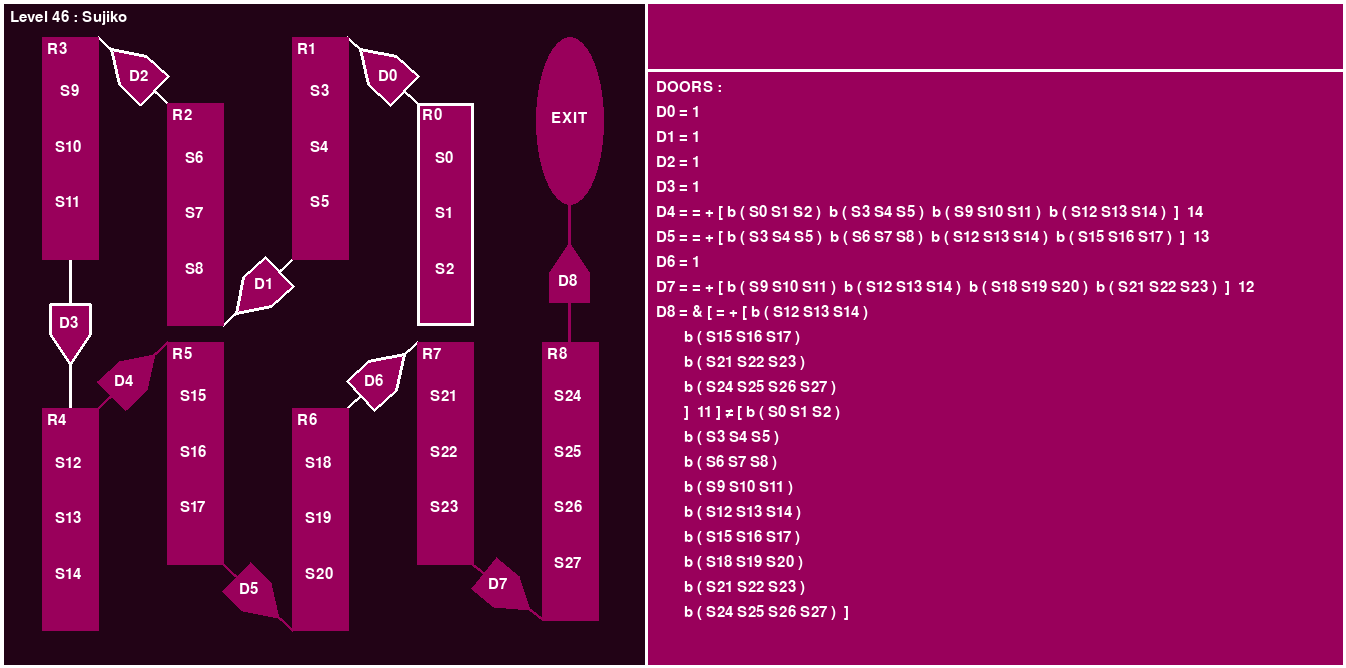 Level 46 : Sujiko
R3
S9
S10
S11
D2
R2
S6
S7
S8
R1
S3
S4
S5
D0
R0
S0
S1
S2
EXIT
D1
D8
D3
D4
R4
S12
S13
S14
R5
S15
S16
S17
D5
R6
S18
S19
S20
D6
R7
S21
S22
S23
D7
R8
S24
S25
S26
S27
DOORS :
D0 = 1
D1 = 1
D2 = 1
D3 = 1
D4 = = + [ b ( S0 S1 S2 ) b ( S3 S4 S5 ) b ( S9 S10 S11 ) b ( S12 S13 S14 ) ] 14
D5 = = + [ b ( S3 S4 S5 ) b ( S6 S7 S8 ) b ( S12 S13 S14 ) b ( S15 S16 S17 ) ] 13
D6 = 1
D7 = = + [ b ( S9 S10 S11 ) b ( S12 S13 S14 ) b ( S18 S19 S20 ) b ( S21 S22 S23 ) ] 12
D8 = & [ = + [ b ( S12 S13 S14 )
b ( S15 S16 S17 )
b ( S21 S22 S23 )
b ( S24 S25 S26 S27 )
] 11 ] ≠ [ b ( S0 S1 S2 )
b ( S3 S4 S5 )
b ( S6 S7 S8 )
b ( S9 S10 S11 )
b ( S12 S13 S14 )
b ( S15 S16 S17 )
b ( S18 S19 S20 )
b ( S21 S22 S23 )
b ( S24 S25 S26 S27 ) ]